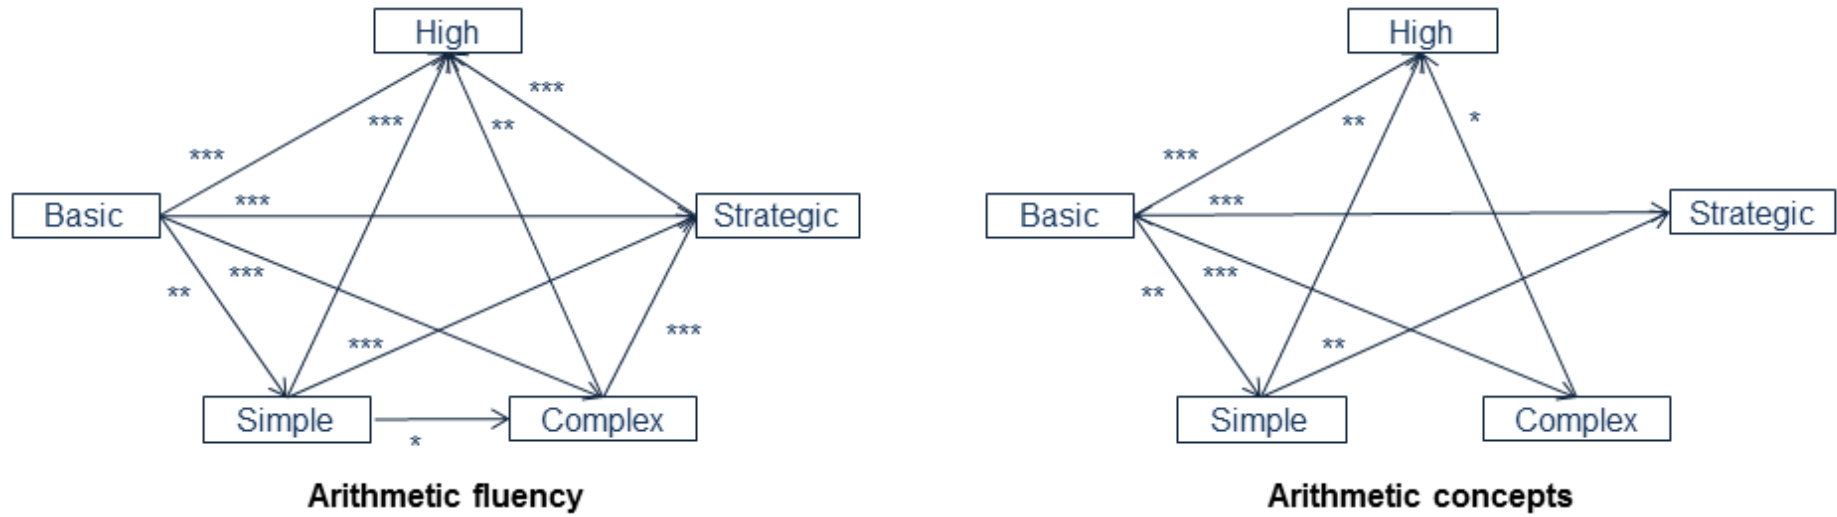 High
***
***
**
***
Basic
***
Strategic
***
**
***
***
Simple
Complex
*
Arithmetic fluency
High
**
*
***
Basic
***
Strategic
***
**
**
Simple
Complex
Arithmetic concepts